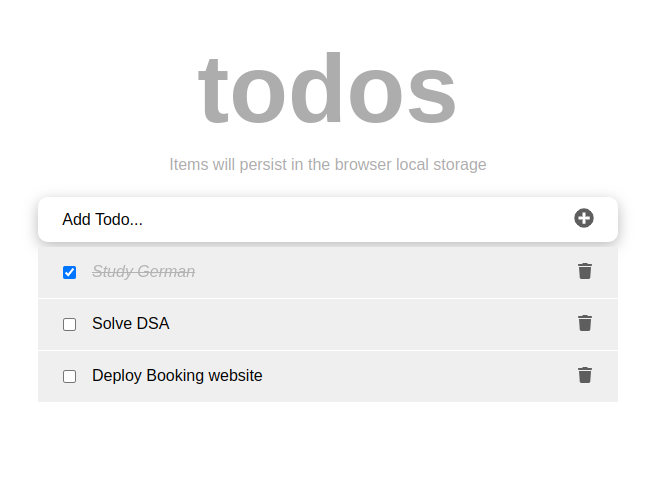 todos
Items will persist in the browser local storage
Add Todo...
Study German
Solve DSA
Deploy Booking website